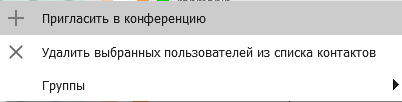 Пригласить в конференцию
Удалить выбранных пользователей из списка контактов
Группы